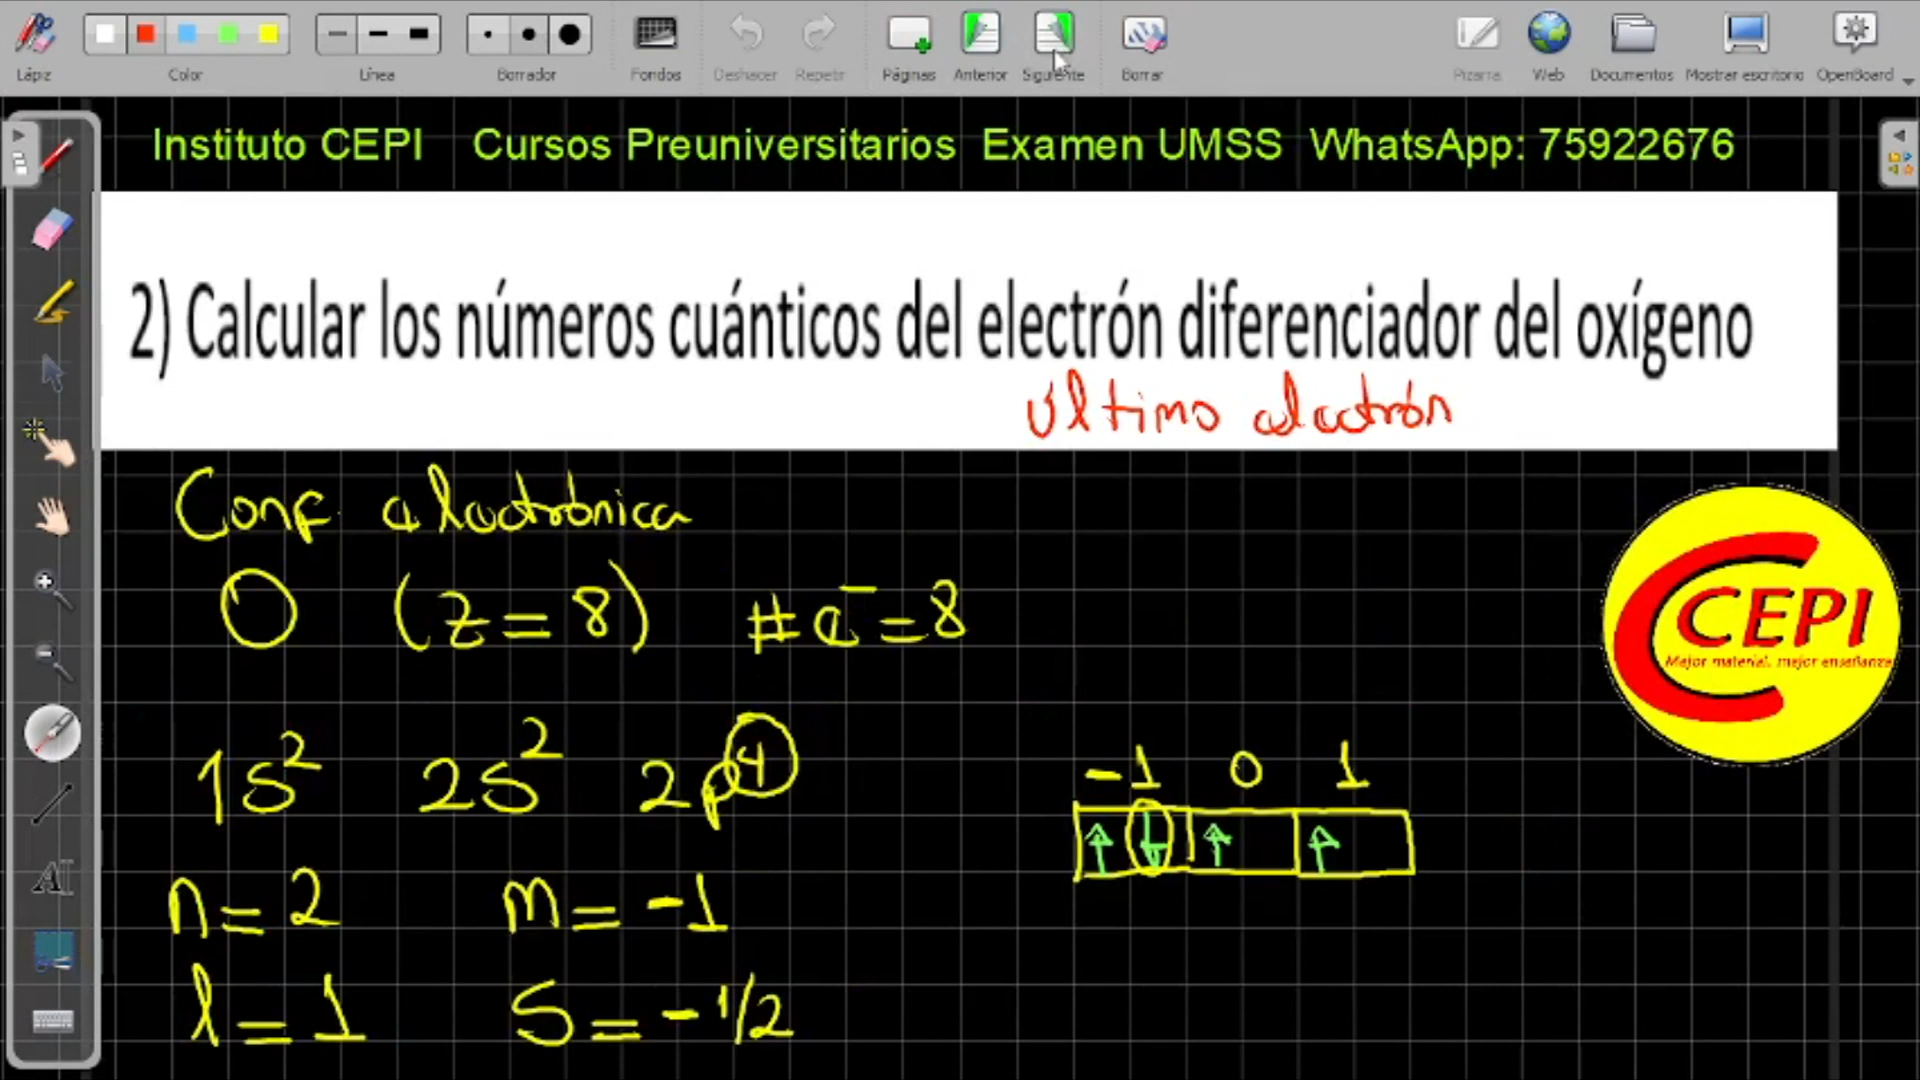 Lápiz Color Línea Borrador Fondos Deshacer Repetir Páginas Anterior Siguiente Borrar Pizarra Web Documentos Mostrar escritorio OpenBoard
Instituto CEPI Cursos Preuniversitarios Examen UMSS WhatsApp: 75922676
2) Calcular los números cuánticos del electrón diferenciador del oxígeno
último electrón
Conf. electrónica
O (z = 8) #e⁻ = 8
CEPI
Mejor material, mejor enseñanza
1s² 2s² 2p⁴
-1 0 1
↑ ↓ ↑ ↑
n = 2 m = -1
l = 1 S = -1/2